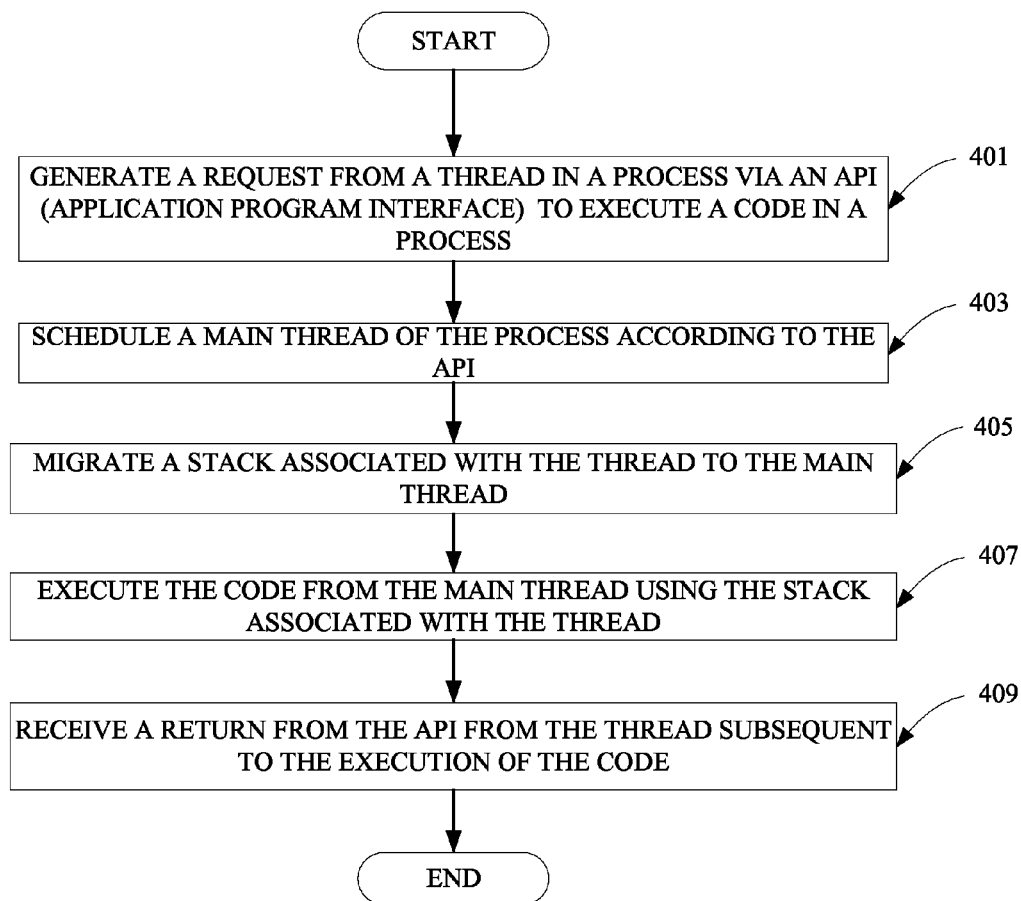 START
GENERATE A REQUEST FROM A THREAD IN A PROCESS VIA AN API
(APPLICATION PROGRAM INTERFACE) TO EXECUTE A CODE IN A
PROCESS
401
SCHEDULE A MAIN THREAD OF THE PROCESS ACCORDING TO THE
API
403
MIGRATE A STACK ASSOCIATED WITH THE THREAD TO THE MAIN
THREAD
405
EXECUTE THE CODE FROM THE MAIN THREAD USING THE STACK
ASSOCIATED WITH THE THREAD
407
RECEIVE A RETURN FROM THE API FROM THE THREAD SUBSEQUENT
TO THE EXECUTION OF THE CODE
409
END